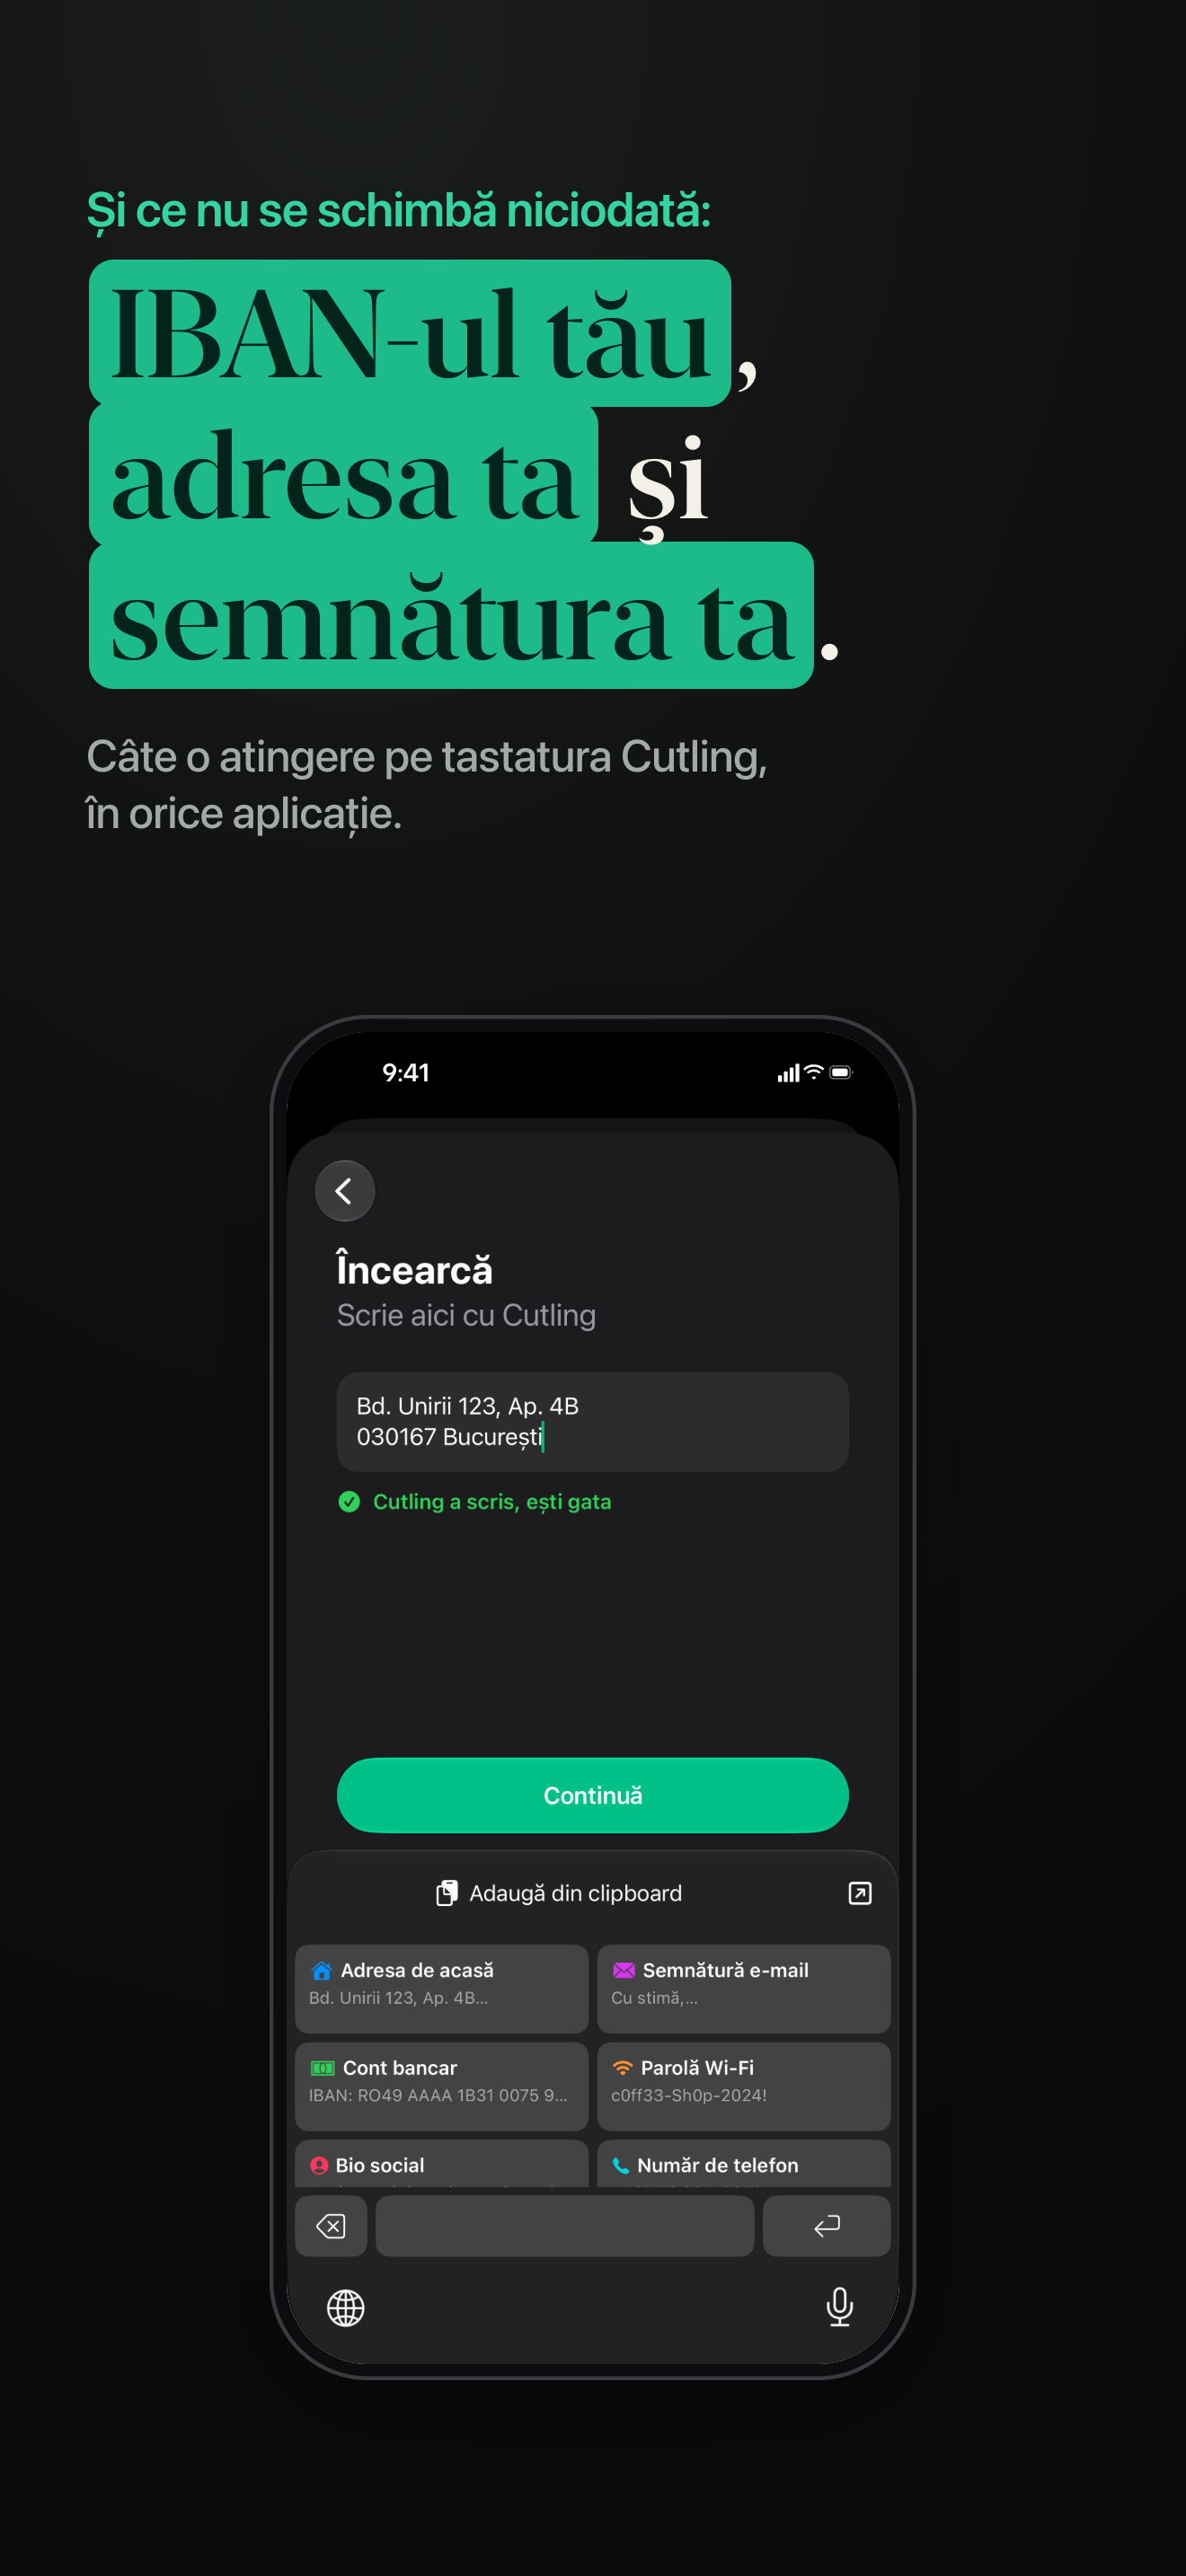 Și ce nu se schimbă niciodată:
IBAN-ul tău,
adresa ta și
semnătura ta.
Câte o atingere pe tastatura Cutling,
în orice aplicație.
9:41
Încearcă
Scrie aici cu Cutling
Bd. Unirii 123, Ap. 4B
030167 București
Cutling a scris, ești gata
Continuă
Adaugă din clipboard
Adresa de acasă
Bd. Unirii 123, Ap. 4B...
Semnătură e-mail
Cu stimă,...
Cont bancar
IBAN: RO49 AAAA 1B31 0075 9...
Parolă Wi-Fi
c0ff33-Sh0p-2024!
Bio social
Număr de telefon